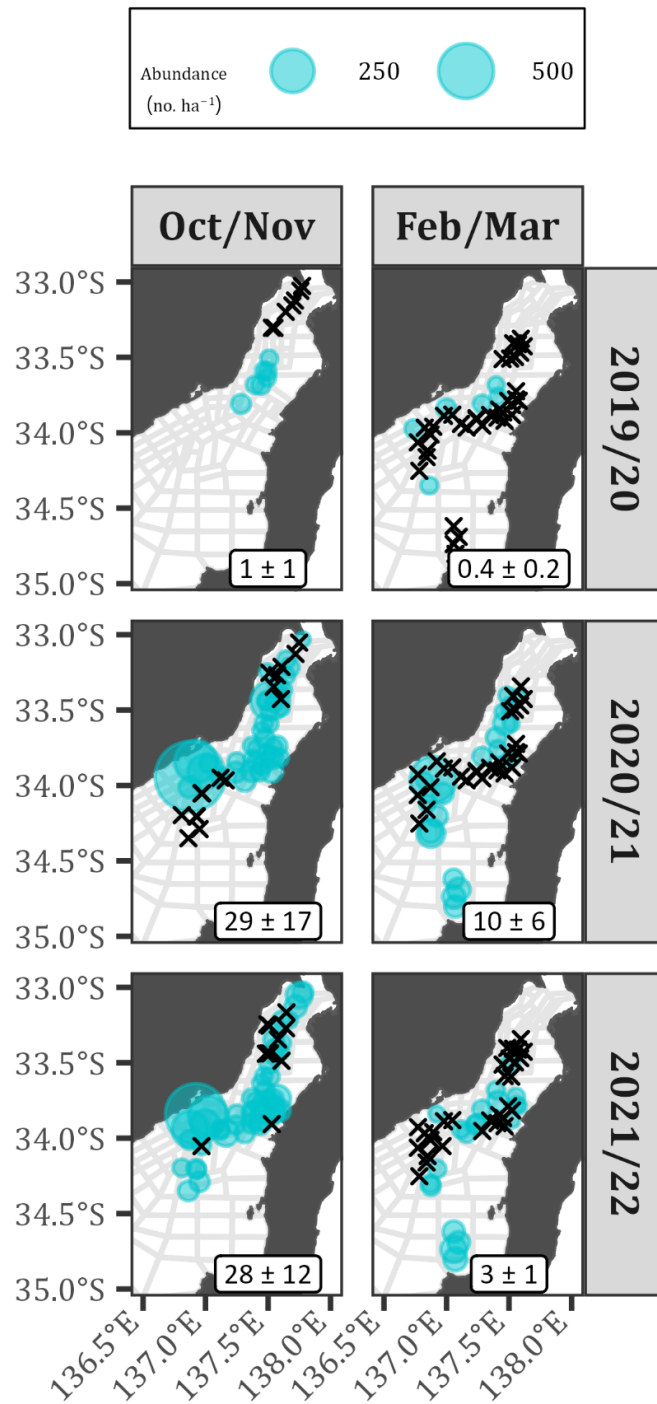 Abundance
(no. ha⁻¹)
250
500
Oct/Nov
Feb/Mar
33.0°S
33.5°S
34.0°S
34.5°S
35.0°S
1 ± 1
0.4 ± 0.2
2019/20
33.0°S
33.5°S
34.0°S
34.5°S
35.0°S
29 ± 17
10 ± 6
2020/21
33.0°S
33.5°S
34.0°S
34.5°S
35.0°S
28 ± 12
3 ± 1
2021/22
136.5°E
137.0°E
137.5°E
138.0°E
136.5°E
137.0°E
137.5°E
138.0°E